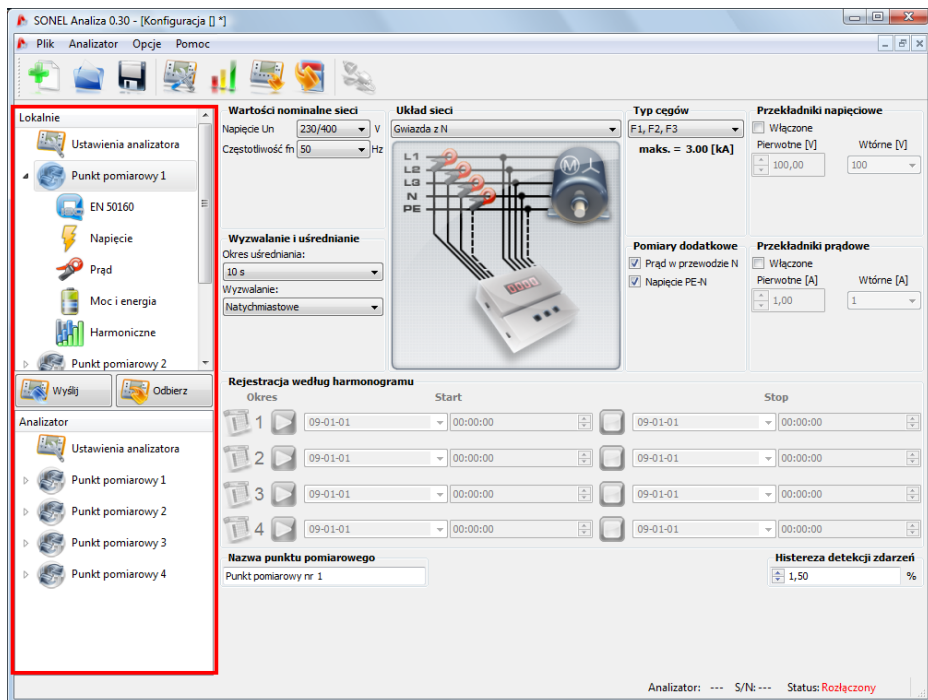 SONEL Analiza 0.30 - [Konfiguracja [] *]
Plik Analizator Opcje Pomoc
Lokalnie
Ustawienia analizatora
Punkt pomiarowy 1
EN 50160
Napięcie
Prąd
Moc i energia
Harmoniczne
Punkt pomiarowy 2
Wyślij Odbierz
Analizator
Ustawienia analizatora
Punkt pomiarowy 1
Punkt pomiarowy 2
Punkt pomiarowy 3
Punkt pomiarowy 4
Wartości nominalne sieci
Napięcie Un 230/400 V
Częstotliwość fn 50 Hz
Wyzwalanie i uśrednianie
Okres uśredniania:
10 s
Wyzwalanie:
Natychmiastowe
Układ sieci
Gwiazda z N
L1
L2
L3
N
PE
M
Typ cęgów
F1, F2, F3
maks. = 3.00 [kA]
Pomiary dodatkowe
Prąd w przewodzie N
Napięcie PE-N
Przekładniki napięciowe
Włączone
Pierwotne [V] Wtórne [V]
100,00 100
Przekładniki prądowe
Włączone
Pierwotne [A] Wtórne [A]
1,00 1
Rejestracja według harmonogramu
Okres Start Stop
1 09-01-01 00:00:00 09-01-01 00:00:00
2 09-01-01 00:00:00 09-01-01 00:00:00
3 09-01-01 00:00:00 09-01-01 00:00:00
4 09-01-01 00:00:00 09-01-01 00:00:00
Nazwa punktu pomiarowego
Punkt pomiarowy nr 1
Histereza detekcji zdarzeń
1,50 %
Analizator: --- S/N: --- Status: Rozłączony